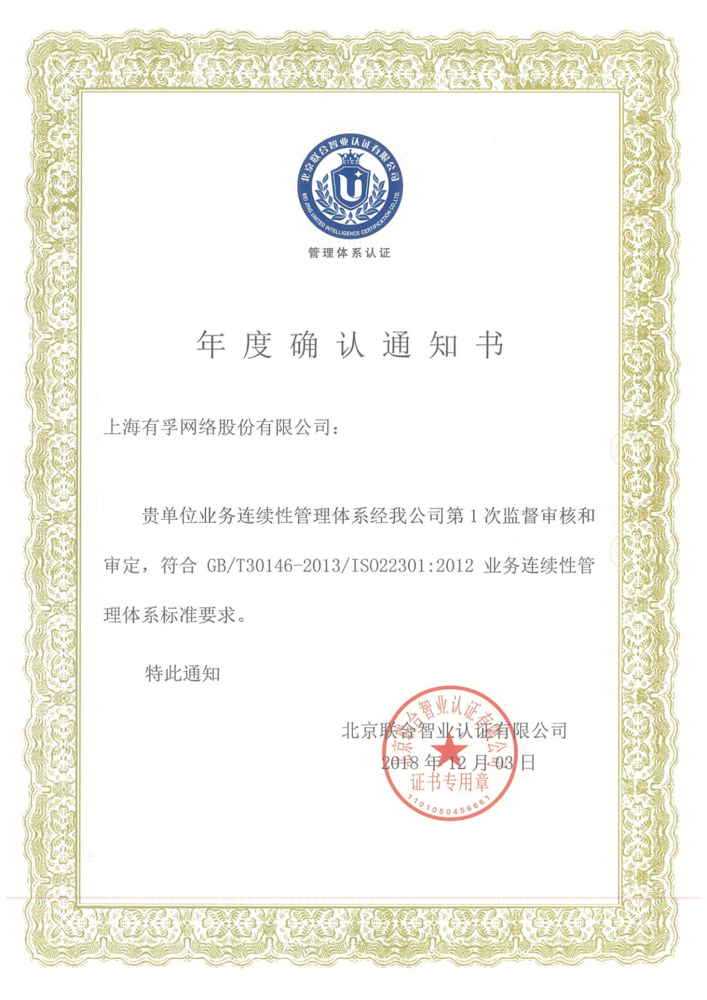 北京联合智业认证有限公司
UICC
U
BEI JING UNITED INTELLIGENCE CERTIFICATION CO.,LTD.
管理体系认证
年度确认通知书
上海有孚网络股份有限公司：
贵单位业务连续性管理体系经我公司第 1 次监督审核和
审定，符合 GB/T30146-2013/ISO22301:2012 业务连续性管
理体系标准要求。
特此通知
北京联合智业认证有限公司
2018 年 12 月 03 日
北京联合智业认证有限公司
证书专用章
1101050459661